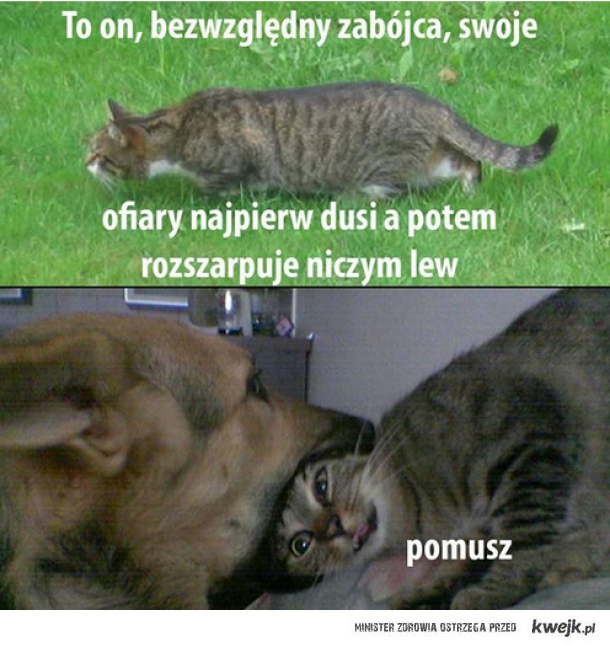 To on, bezwzględny zabójca, swoje
ofiary najpierw dusi a potem
rozszarpuje niczym lew
pomusz
MINISTER ZDROWIA OSTRZEGA PRZED kwejk.pl